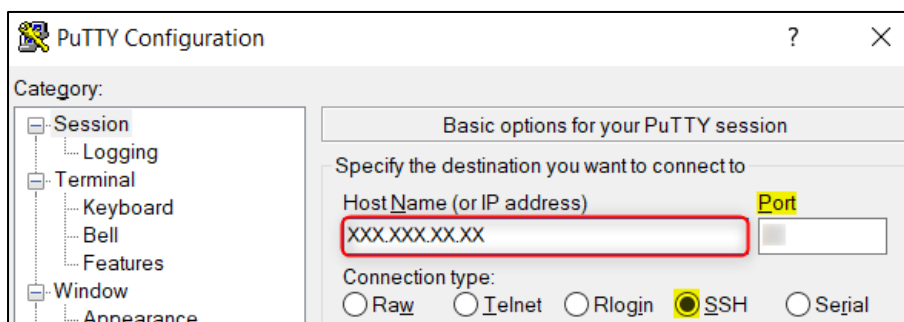 PuTTY Configuration
?
Category:
Session
Logging
Terminal
Keyboard
Bell
Features
Window
Appearance
Basic options for your PuTTY session
Specify the destination you want to connect to
Host Name (or IP address)
Port
XXX.XXX.XX.XX
Connection type:
Raw Telnet Rlogin SSH Serial